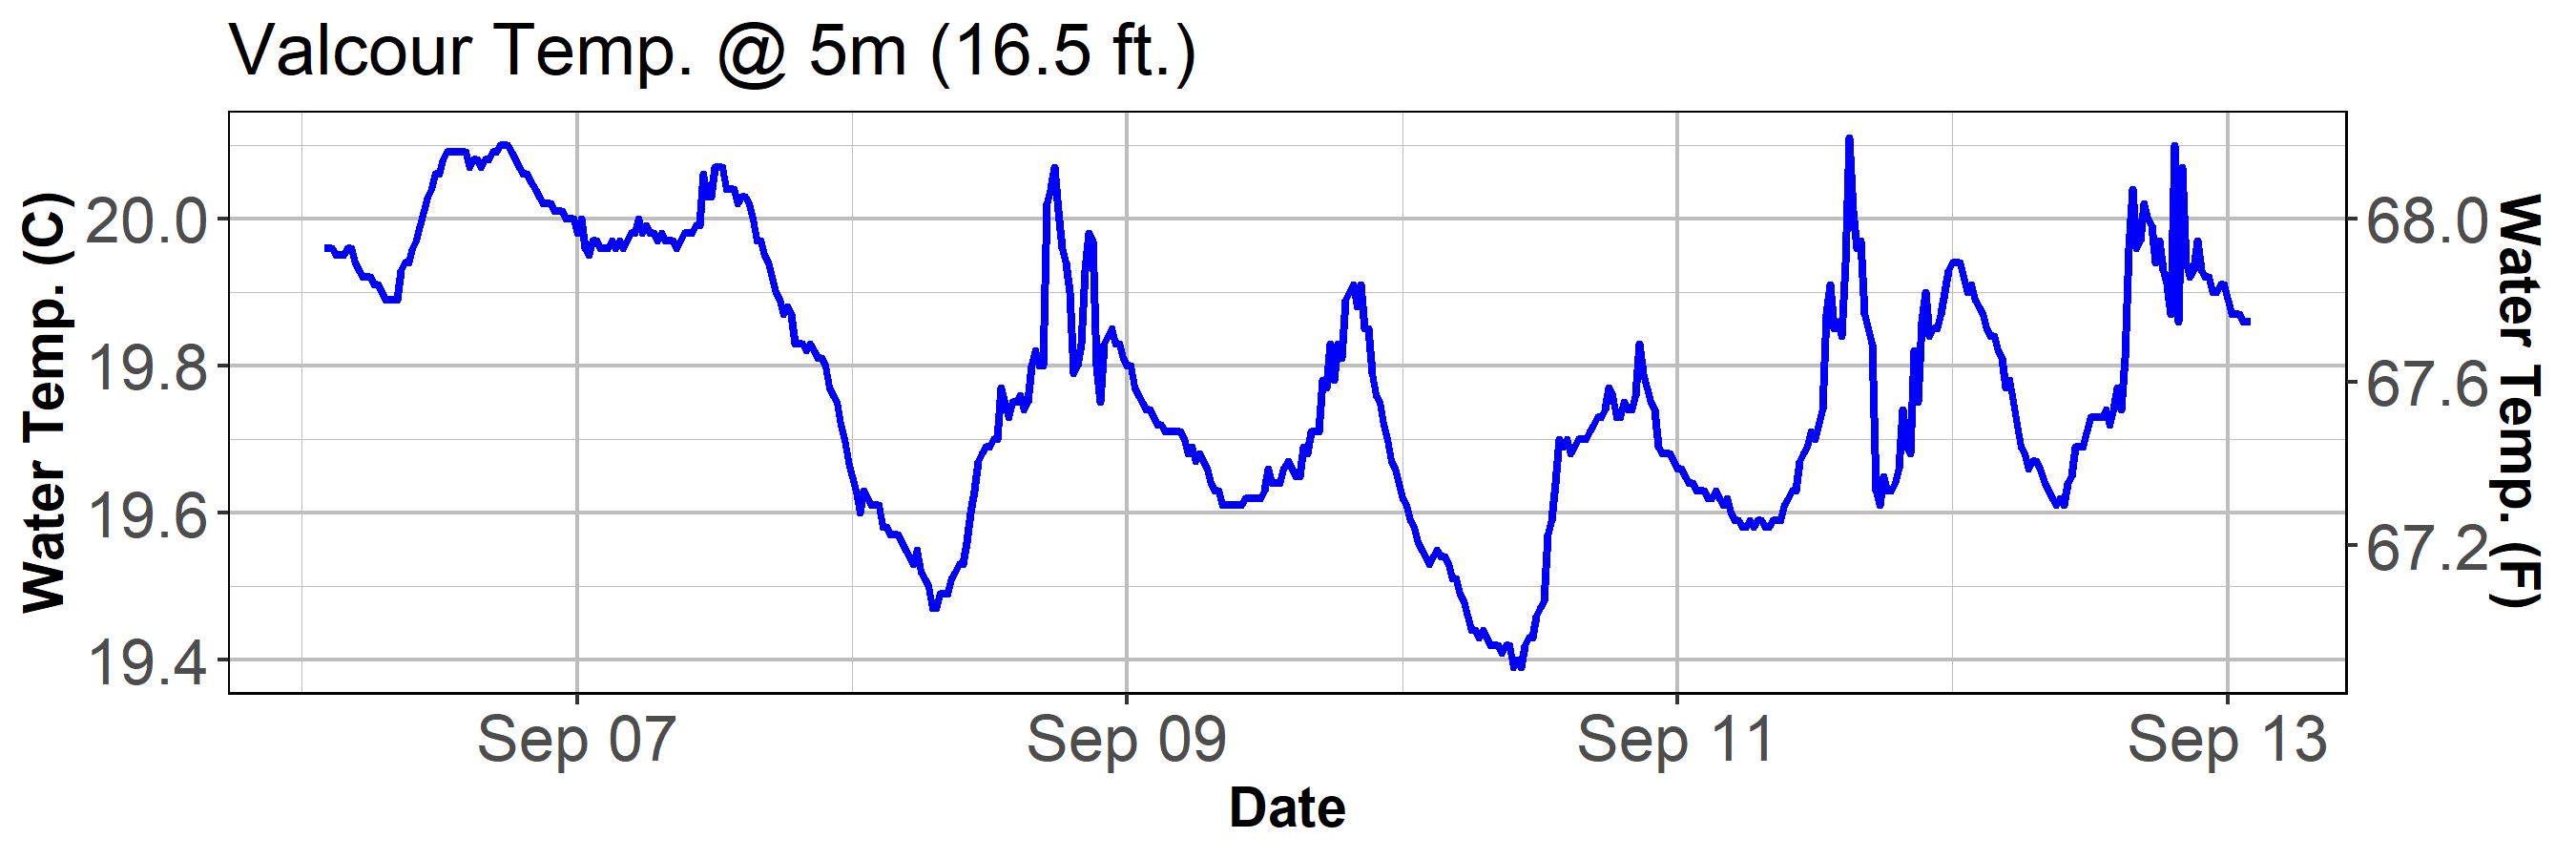 Valcour Temp. @ 5m (16.5 ft.)
Water Temp. (C)
20.0
19.8
19.6
19.4
68.0
67.6
67.2
Water Temp. (F)
Sep 07 Sep 09 Sep 11 Sep 13
Date